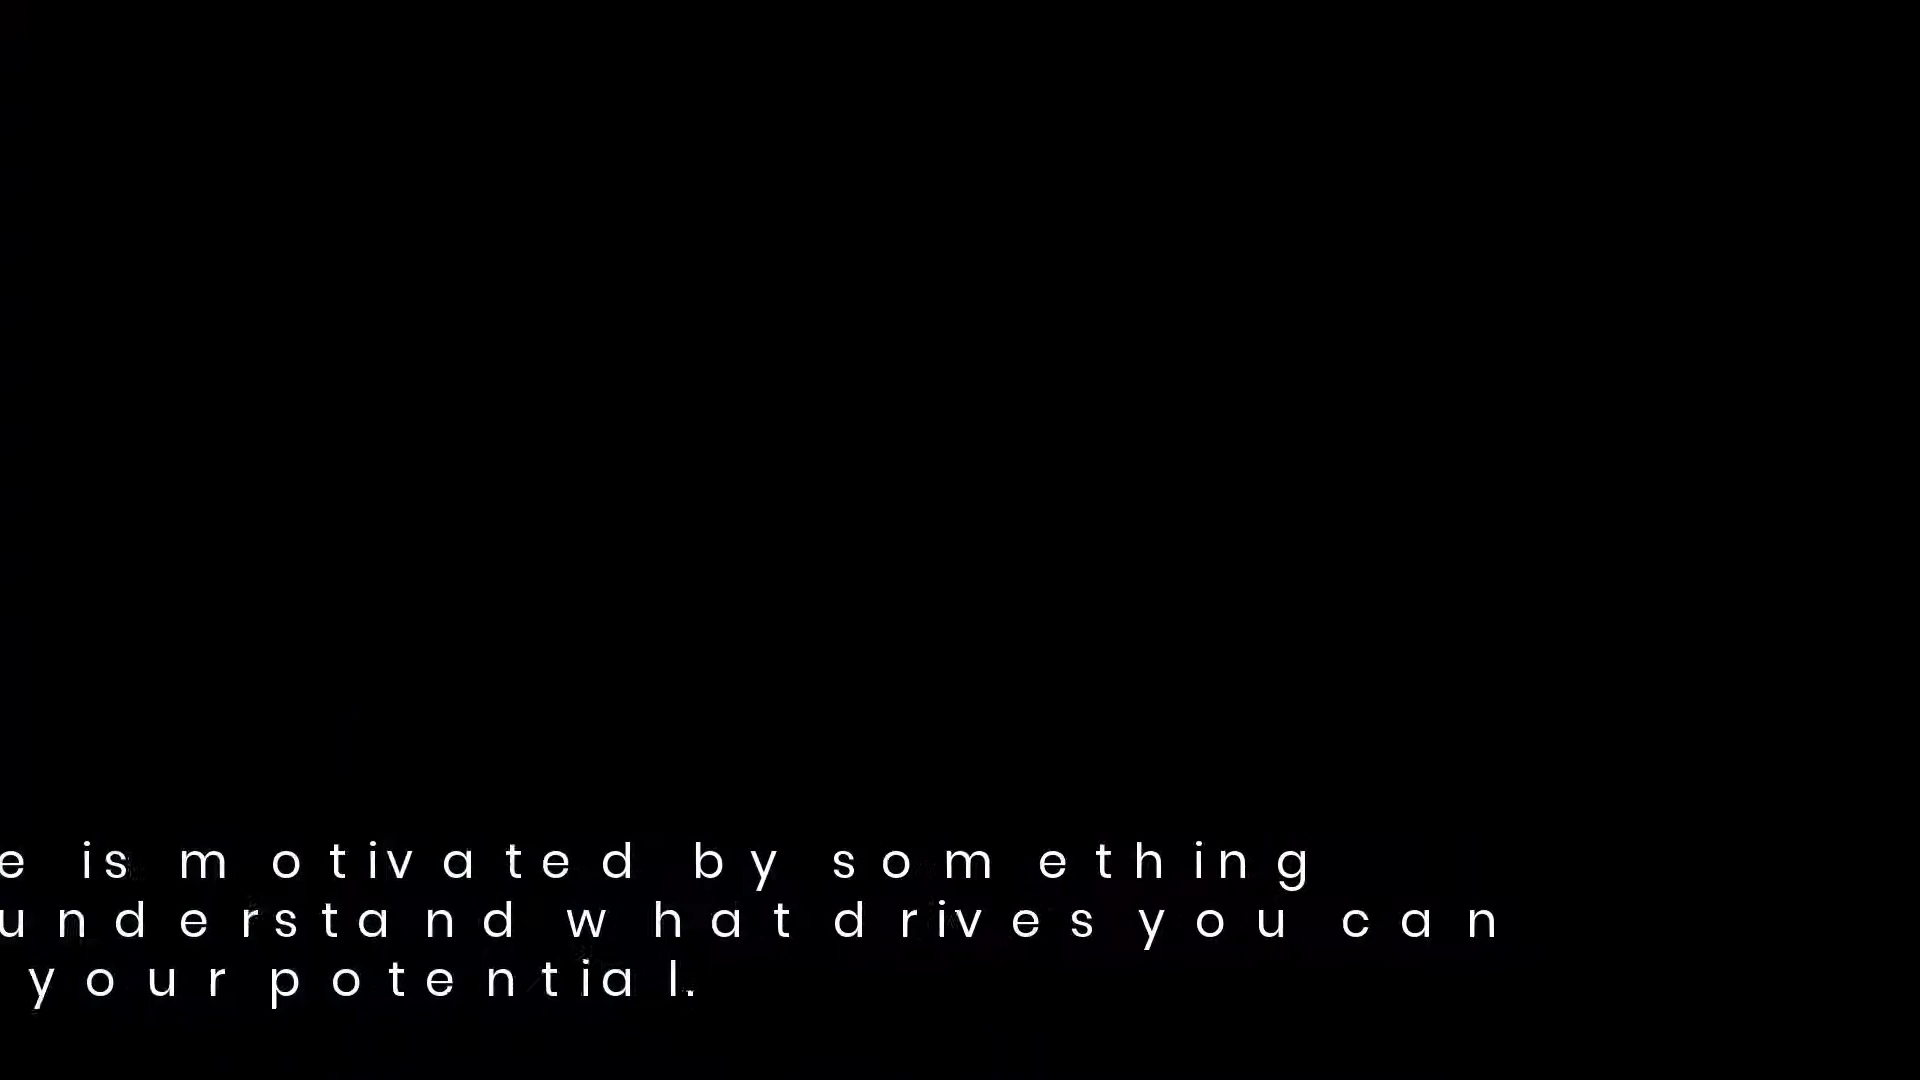 e is motivated by something
understand what drives you can
your potential.